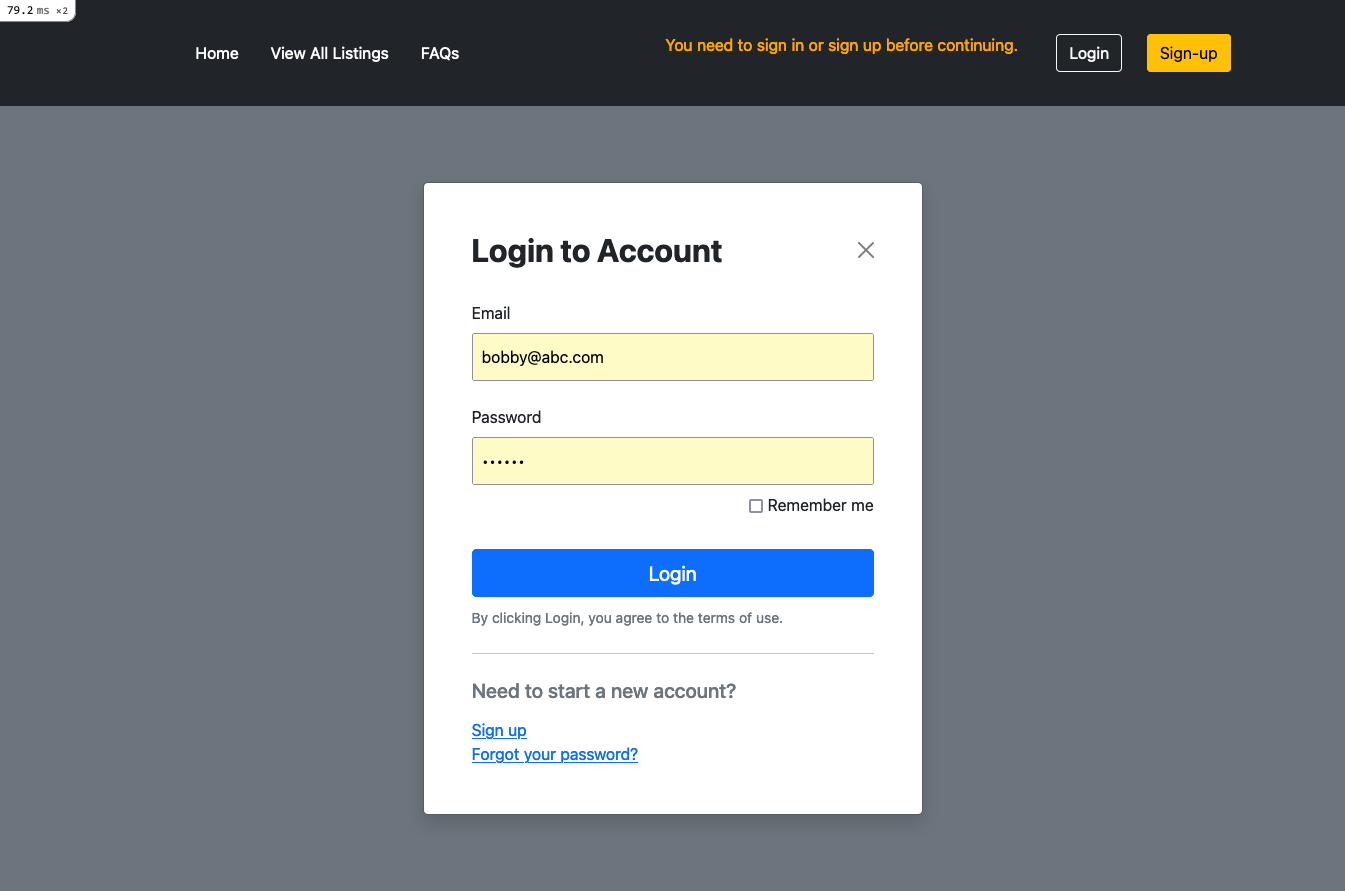 79.2 ms ×2
Home View All Listings FAQs You need to sign in or sign up before continuing. Login Sign-up
Login to Account
Email
bobby@abc.com
Password
••••••
Remember me
Login
By clicking Login, you agree to the terms of use.
Need to start a new account?
Sign up
Forgot your password?